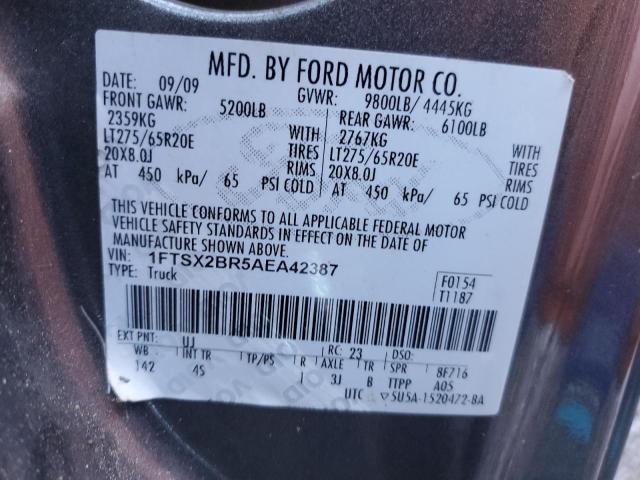 MFD. BY FORD MOTOR CO.
DATE: 09/09 GVWR: 9800LB/ 4445KG
FRONT GAWR: 5200LB REAR GAWR: 6100LB
2359KG WITH 2767KG WITH
LT275/65R20E TIRES LT275/65R20E TIRES
20X8.0J RIMS 20X8.0J RIMS
AT 450 kPa/ 65 PSI COLD AT 450 kPa/ 65 PSI COLD
THIS VEHICLE CONFORMS TO ALL APPLICABLE FEDERAL MOTOR
VEHICLE SAFETY STANDARDS IN EFFECT ON THE DATE OF
MANUFACTURE SHOWN ABOVE.
VIN: 1FTSX2BR5AEA42387
TYPE: Truck
F0154
T1187
EXT PNT: UJ RC: 23 DSO:
WB INT TR TP/PS R AXLE TR SPR 8F716
142 4S 3J B TTPP A05
UTC ▽5U5A-1520472-BA